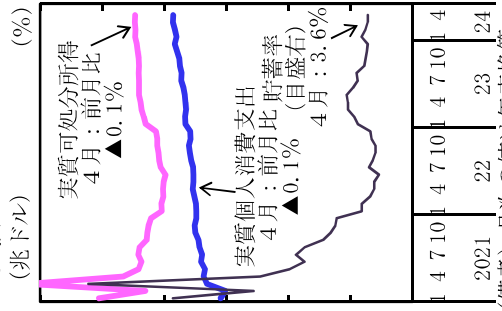 (兆ドル)
(%)
実質可処分所得
4月：前月比
▲0.1%
実質個人消費支出
4月：前月比
▲0.1%
貯蓄率
(目盛右)
4月：3.6%
1 4 7 10 1 4 7 10 1 4 7 10 1 4
2021 22 23 24